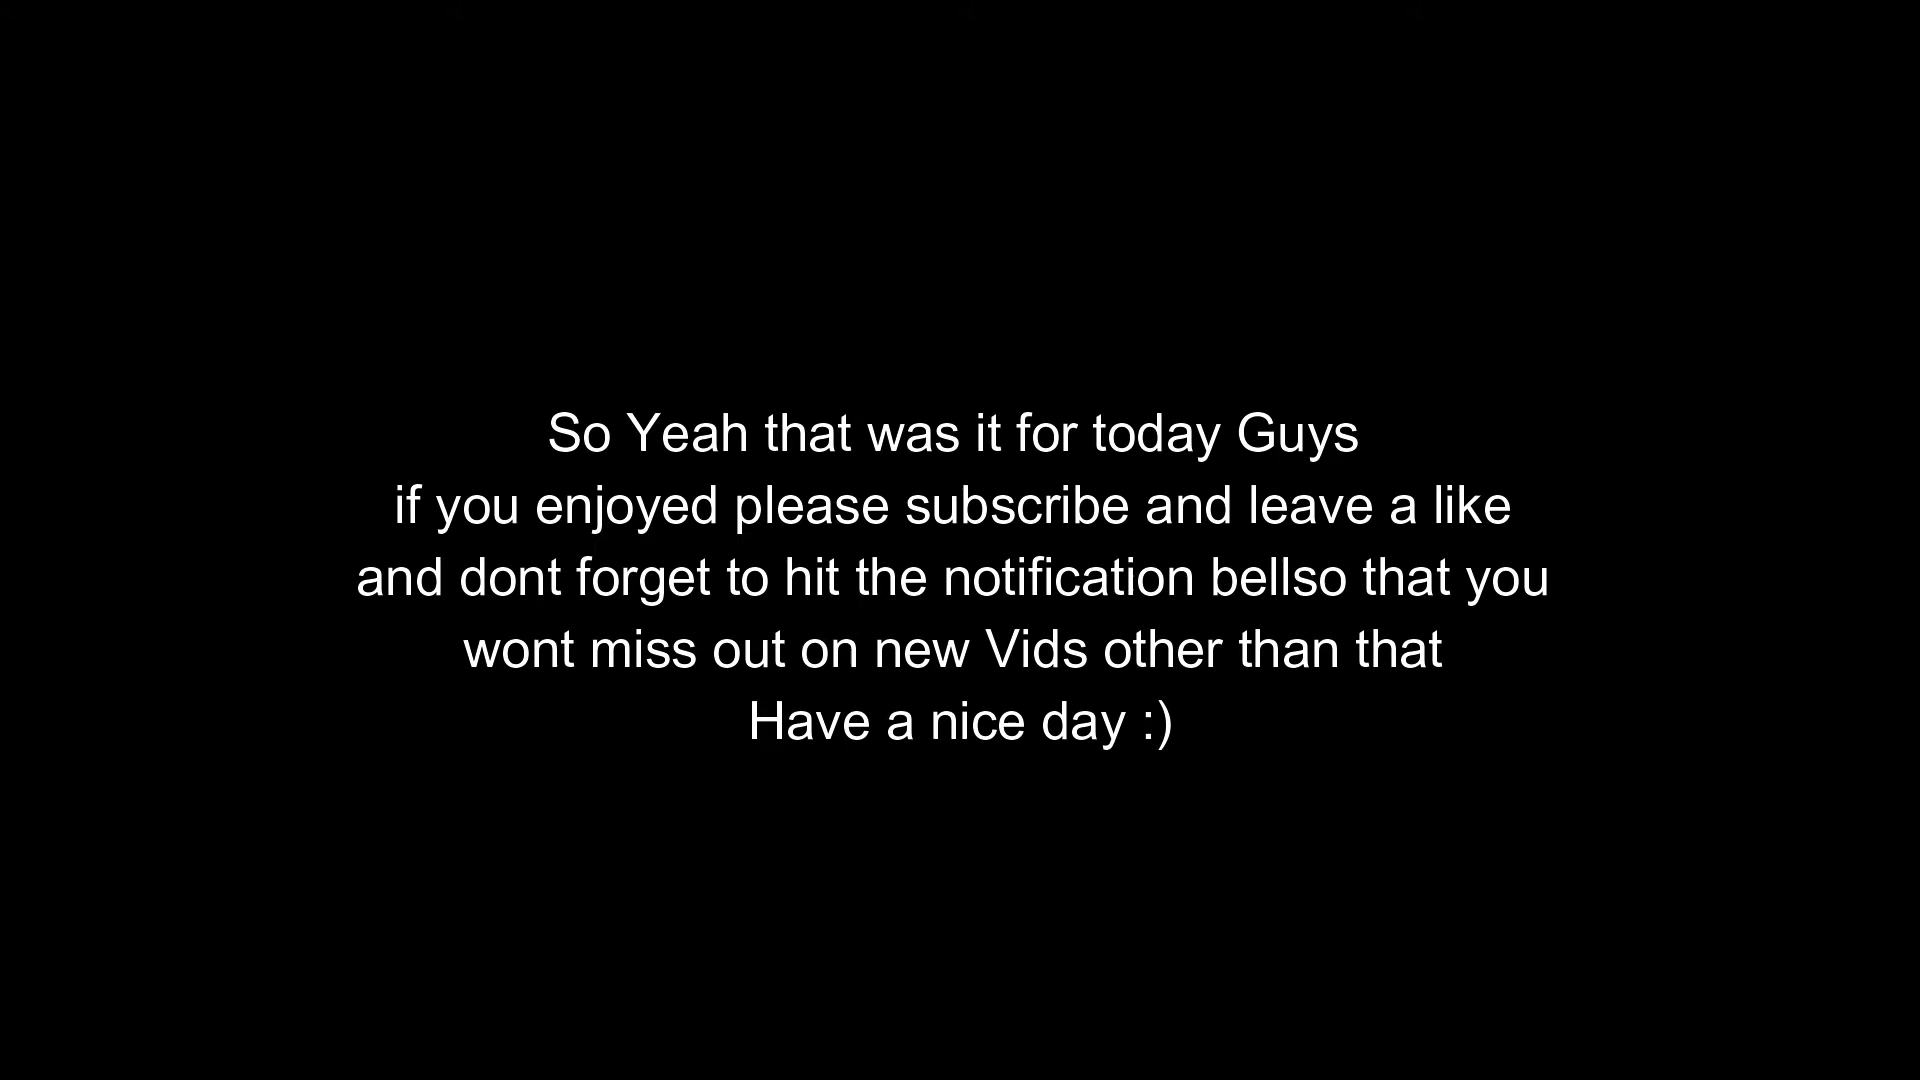 So Yeah that was it for today Guys
if you enjoyed please subscribe and leave a like
and dont forget to hit the notification bellso that you
wont miss out on new Vids other than that
Have a nice day :)